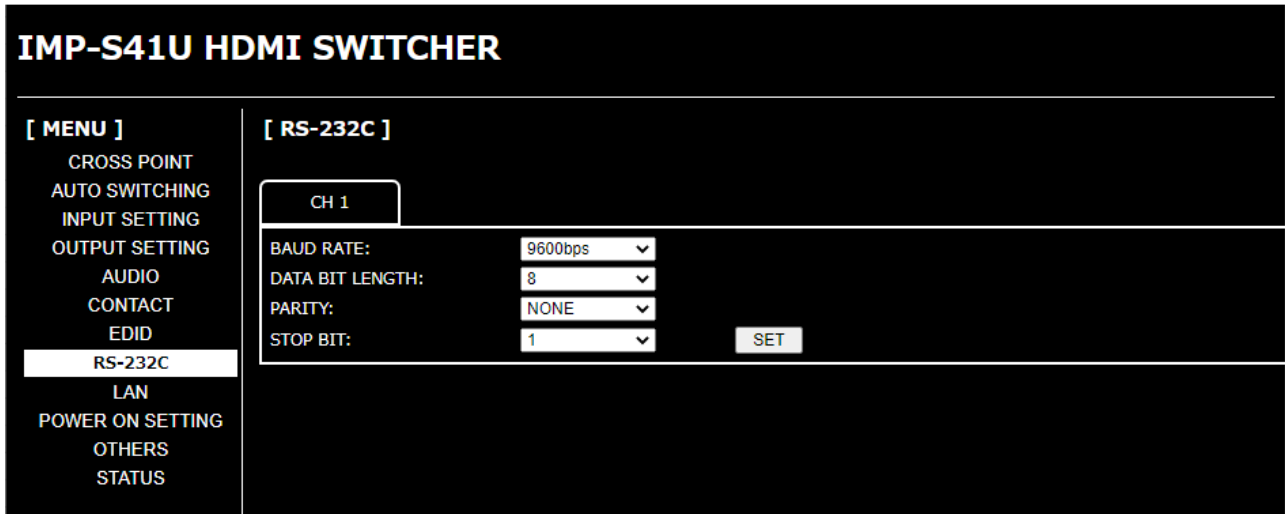 IMP-S41U HDMI SWITCHER
[ MENU ]
CROSS POINT
AUTO SWITCHING
INPUT SETTING
OUTPUT SETTING
AUDIO
CONTACT
EDID
RS-232C
LAN
POWER ON SETTING
OTHERS
STATUS
[ RS-232C ]
CH 1
BAUD RATE: 9600bps
DATA BIT LENGTH: 8
PARITY: NONE
STOP BIT: 1 SET